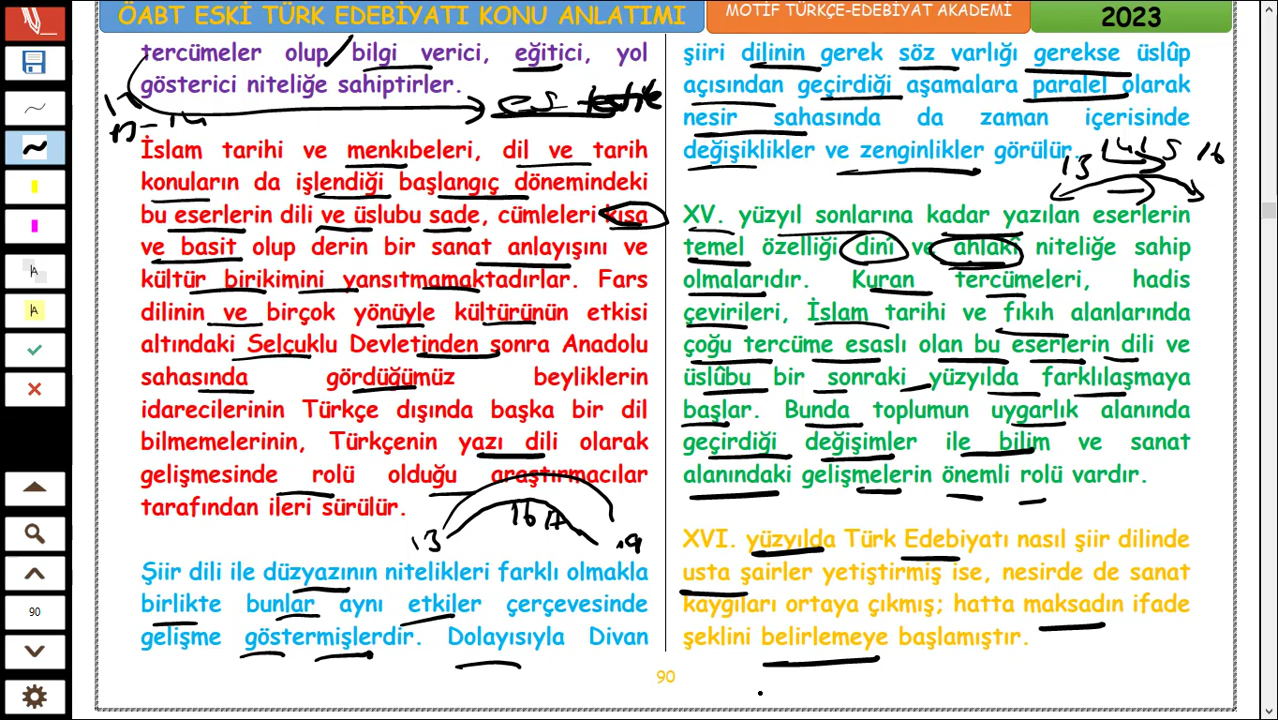 ÖABT ESKİ TÜRK EDEBİYATI KONU ANLATIMI
MOTİF TÜRKÇE-EDEBİYAT AKADEMİ
2023
tercümeler olup bilgi verici, eğitici, yol
gösterici niteliğe sahiptirler.
İslam tarihi ve menkıbeleri, dil ve tarih
konuların da işlendiği başlangıç dönemindeki
bu eserlerin dili ve üslubu sade, cümleleri kısa
ve basit olup derin bir sanat anlayışını ve
kültür birikimini yansıtmamaktadırlar. Fars
dilinin ve birçok yönüyle kültürünün etkisi
altındaki Selçuklu Devletinden sonra Anadolu
sahasında gördüğümüz beyliklerin
idarecilerinin Türkçe dışında başka bir dil
bilmemelerinin, Türkçenin yazı dili olarak
gelişmesinde rolü olduğu araştırmacılar
tarafından ileri sürülür.
13 16 17 19
Şiir dili ile düzyazının nitelikleri farklı olmakla
birlikte bunlar aynı etkiler çerçevesinde
gelişme göstermişlerdir. Dolayısıyla Divan
şiiri dilinin gerek söz varlığı gerekse üslûp
açısından geçirdiği aşamalara paralel olarak
nesir sahasında da zaman içerisinde
değişiklikler ve zenginlikler görülür.
13 14.15 16
XV. yüzyıl sonlarına kadar yazılan eserlerin
temel özelliği dinî ve ahlakî niteliğe sahip
olmalarıdır. Kuran tercümeleri, hadis
çevirileri, İslam tarihi ve fıkıh alanlarında
çoğu tercüme esaslı olan bu eserlerin dili ve
üslûbu bir sonraki yüzyılda farklılaşmaya
başlar. Bunda toplumun uygarlık alanında
geçirdiği değişimler ile bilim ve sanat
alanındaki gelişmelerin önemli rolü vardır.
XVI. yüzyılda Türk Edebiyatı nasıl şiir dilinde
usta şairler yetiştirmiş ise, nesirde de sanat
kaygıları ortaya çıkmış; hatta maksadın ifade
şeklini belirlemeye başlamıştır.
90
90